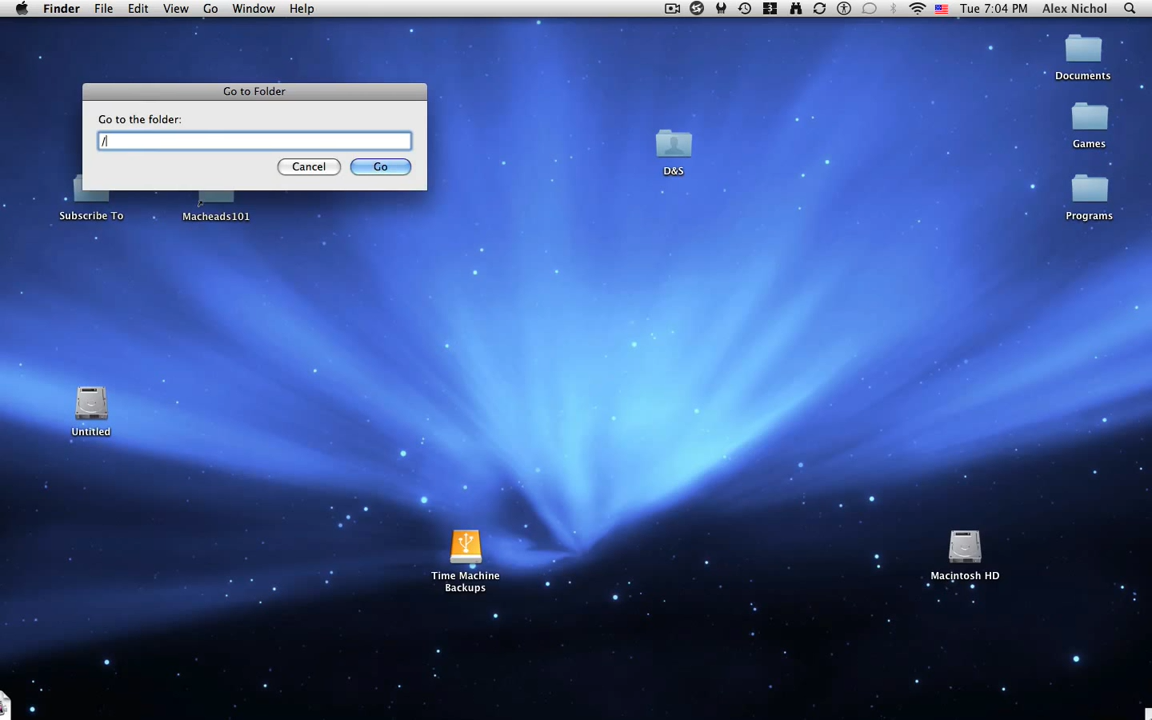 Finder File Edit View Go Window Help
3 Tue 7:04 PM Alex Nichol
Go to Folder
Go to the folder:
/
Cancel Go
Documents
Games
Programs
D&S
Subscribe To
Macheads101
Untitled
Time Machine
Backups
Macintosh HD